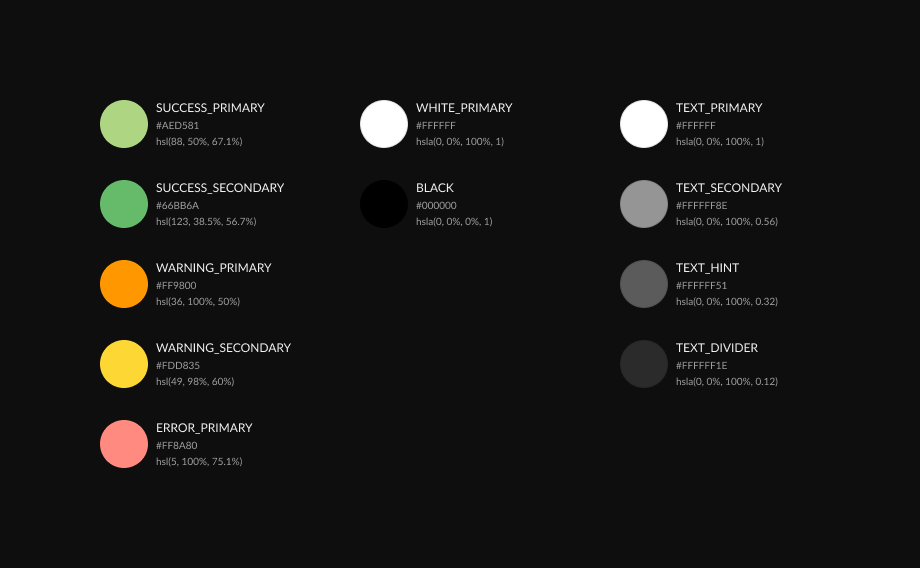 SUCCESS_PRIMARY
#AED581
hsl(88, 50%, 67.1%)
SUCCESS_SECONDARY
#66BB6A
hsl(123, 38.5%, 56.7%)
WARNING_PRIMARY
#FF9800
hsl(36, 100%, 50%)
WARNING_SECONDARY
#FDD835
hsl(49, 98%, 60%)
ERROR_PRIMARY
#FF8A80
hsl(5, 100%, 75.1%)
WHITE_PRIMARY
#FFFFFF
hsla(0, 0%, 100%, 1)
BLACK
#000000
hsla(0, 0%, 0%, 1)
TEXT_PRIMARY
#FFFFFF
hsla(0, 0%, 100%, 1)
TEXT_SECONDARY
#FFFFFF8E
hsla(0, 0%, 100%, 0.56)
TEXT_HINT
#FFFFFF51
hsla(0, 0%, 100%, 0.32)
TEXT_DIVIDER
#FFFFFF1E
hsla(0, 0%, 100%, 0.12)